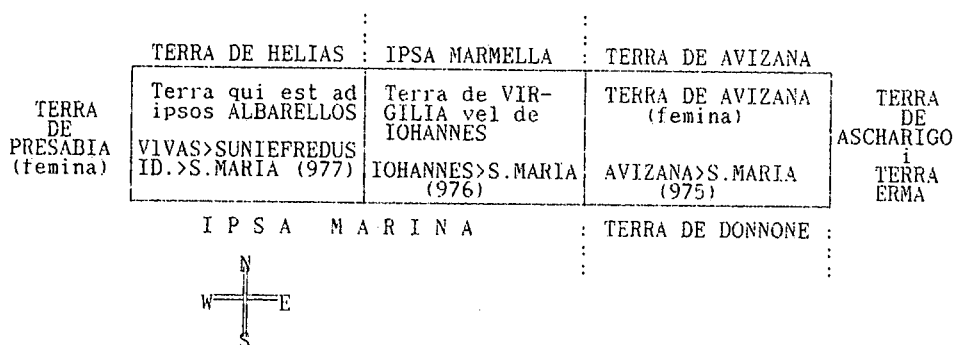 TERRA DE HELIAS
IPSA MARMELLA
TERRA DE AVIZANA
TERRA
DE
PRESABIA
(femina)
Terra qui est ad
ipsos ALBARELLOS
VIVAS>SUNIEFREDUS
ID.>S.MARIA (977)
Terra de VIR-
GILIA vel de
IOHANNES
IOHANNES>S.MARIA
(976)
TERRA DE AVIZANA
(femina)
AVIZANA>S.MARIA
(975)
TERRA
DE
ASCHARIGO
i
TERRA
ERMA
IPSA MARINA
TERRA DE DONNONE
N
W E
S